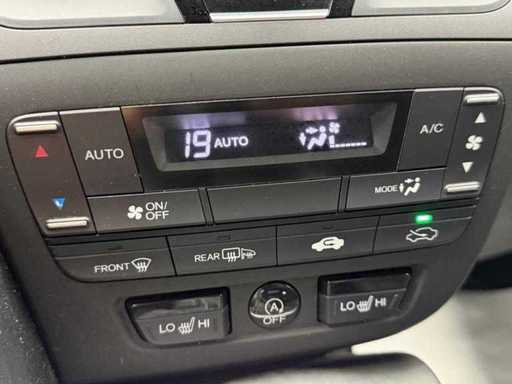 19 AUTO
AUTO
A/C
ON/
OFF
MODE
FRONT
REAR
LO HI
A
OFF
LO HI